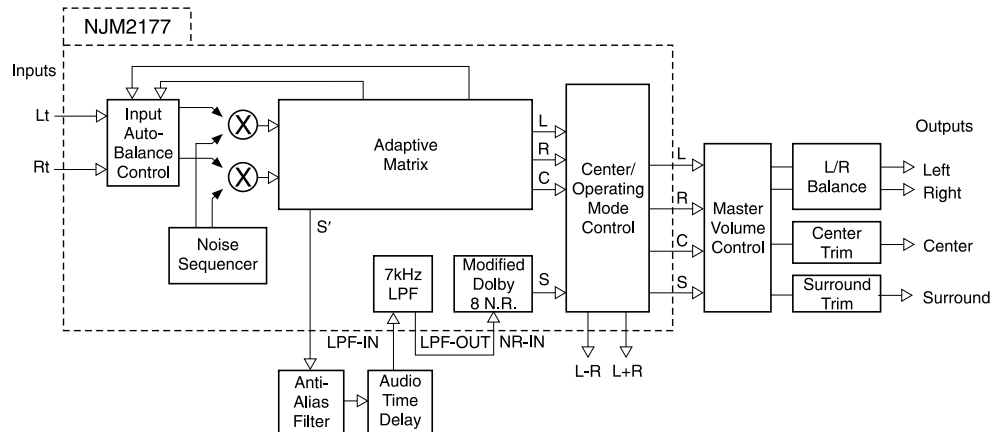 NJM2177
Inputs
Lt
Rt
Input
Auto-
Balance
Control
X
X
Noise
Sequencer
Adaptive
Matrix
L
R
C
S′
7kHz
LPF
Modified
Dolby
8 N.R.
S
Center/
Operating
Mode
Control
L
R
C
S
Master
Volume
Control
L/R
Balance
Center
Trim
Surround
Trim
Outputs
Left
Right
Center
Surround
LPF-IN
LPF-OUT
NR-IN
L-R
L+R
Anti-
Alias
Filter
Audio
Time
Delay